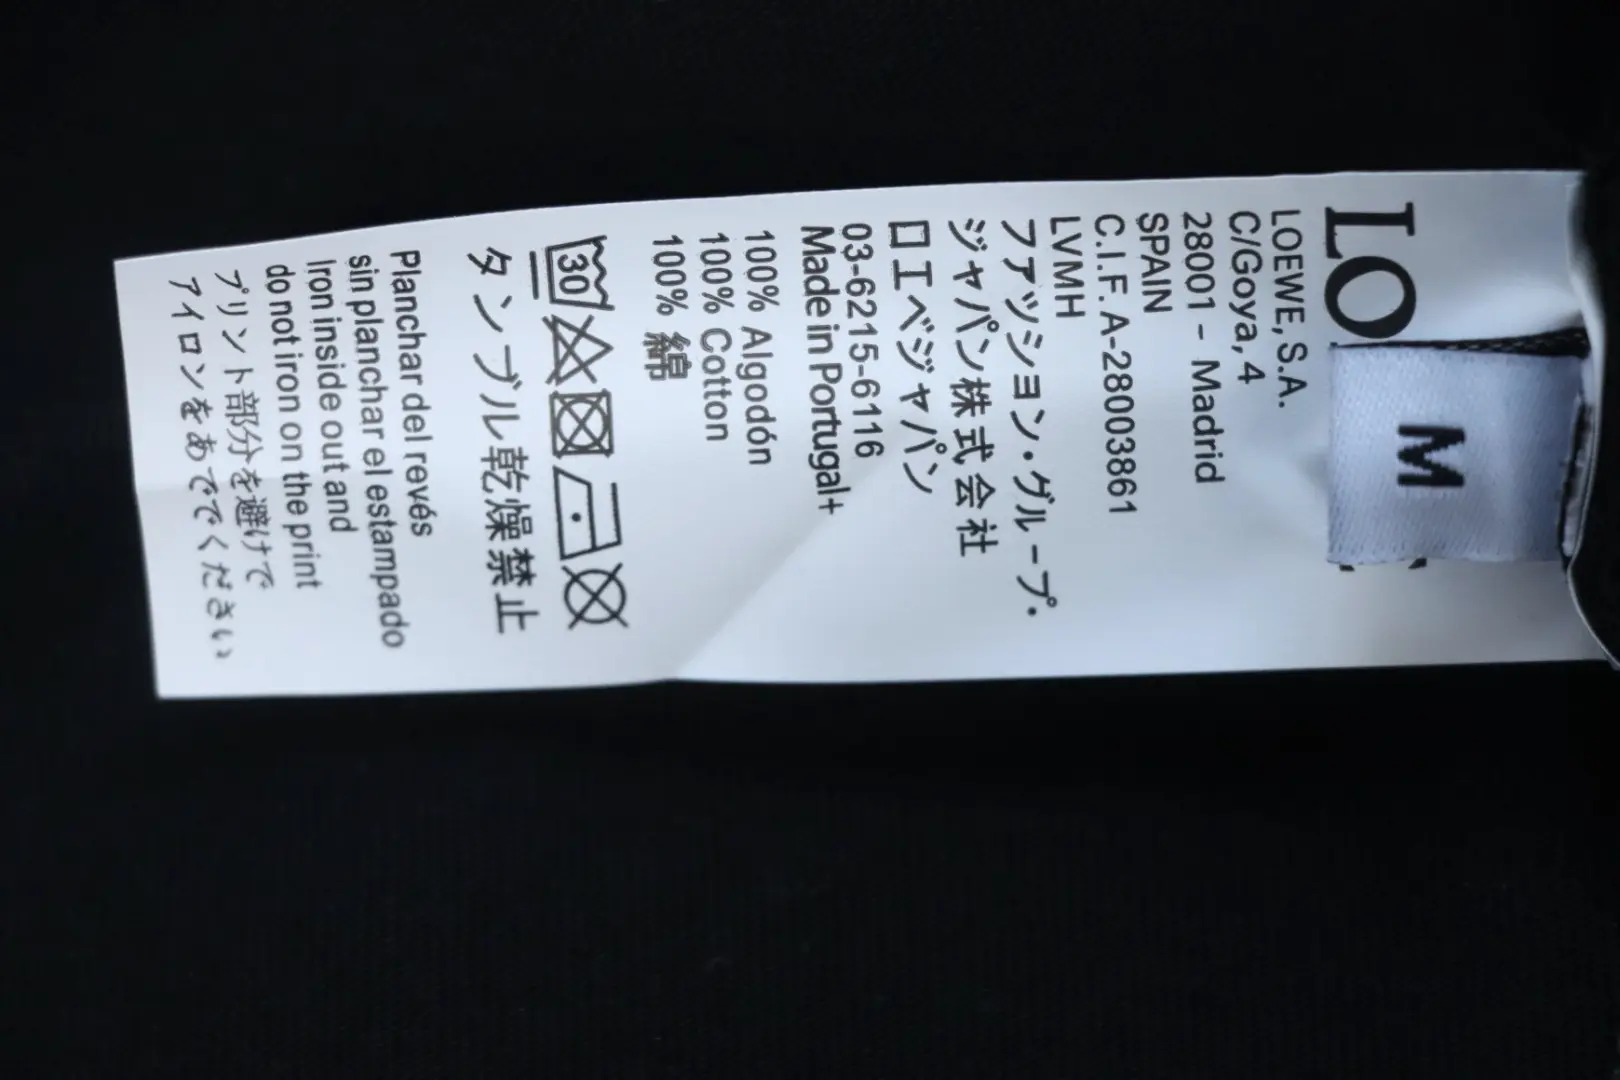 LO
M
LOEWE, S.A.
C/Goya, 4
28001 - Madrid
SPAIN
C.I.F. A-28003861
LVMH
ファッション・グループ・
ジャパン株式会社
ロエベジャパン
03-6215-6116
Made in Portugal+
100% Algodón
100% Cotton
100% 綿
30
タンブル乾燥禁止
Planchar del revés
sin planchar el estampado
Iron inside out and
do not iron on the print
プリント部分を避けて
アイロンをあててください